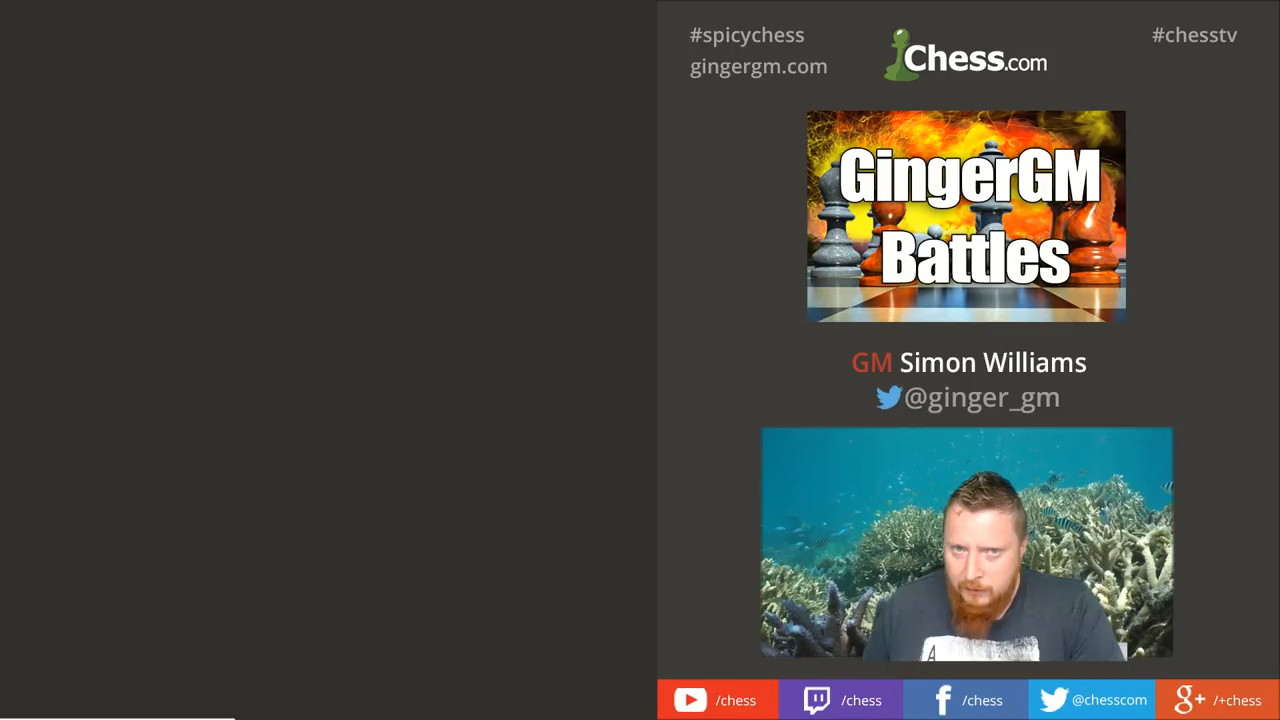 #spicychess
gingergm.com
Chess.com
#chesstv
GingerGM
Battles
GM Simon Williams
@ginger_gm
A
/chess
/chess
/chess
@chesscom
/+chess